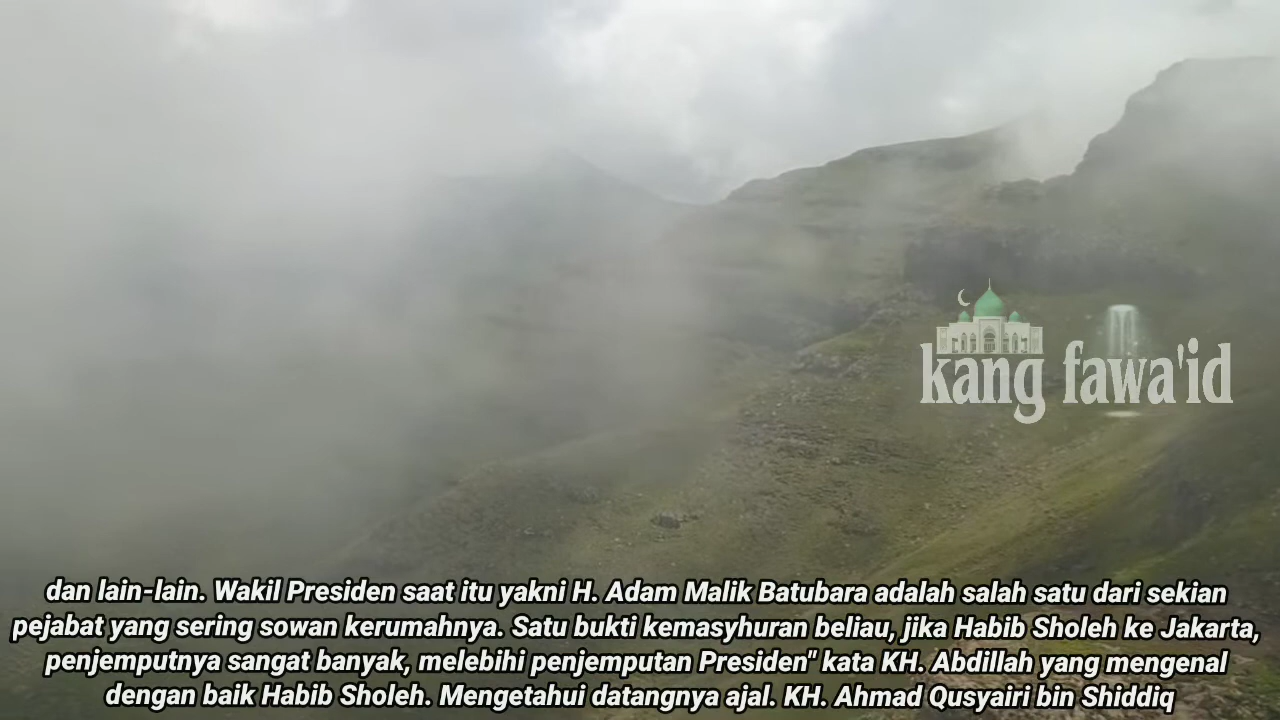 kang fawa'id
dan lain-lain. Wakil Presiden saat itu yakni H. Adam Malik Batubara adalah salah satu dari sekian
pejabat yang sering sowan kerumahnya. Satu bukti kemasyhuran beliau, jika Habib Sholeh ke Jakarta,
penjemputnya sangat banyak, melebihi penjemputan Presiden" kata KH. Abdillah yang mengenal
dengan baik Habib Sholeh. Mengetahui datangnya ajal. KH. Ahmad Qusyairi bin Shiddiq